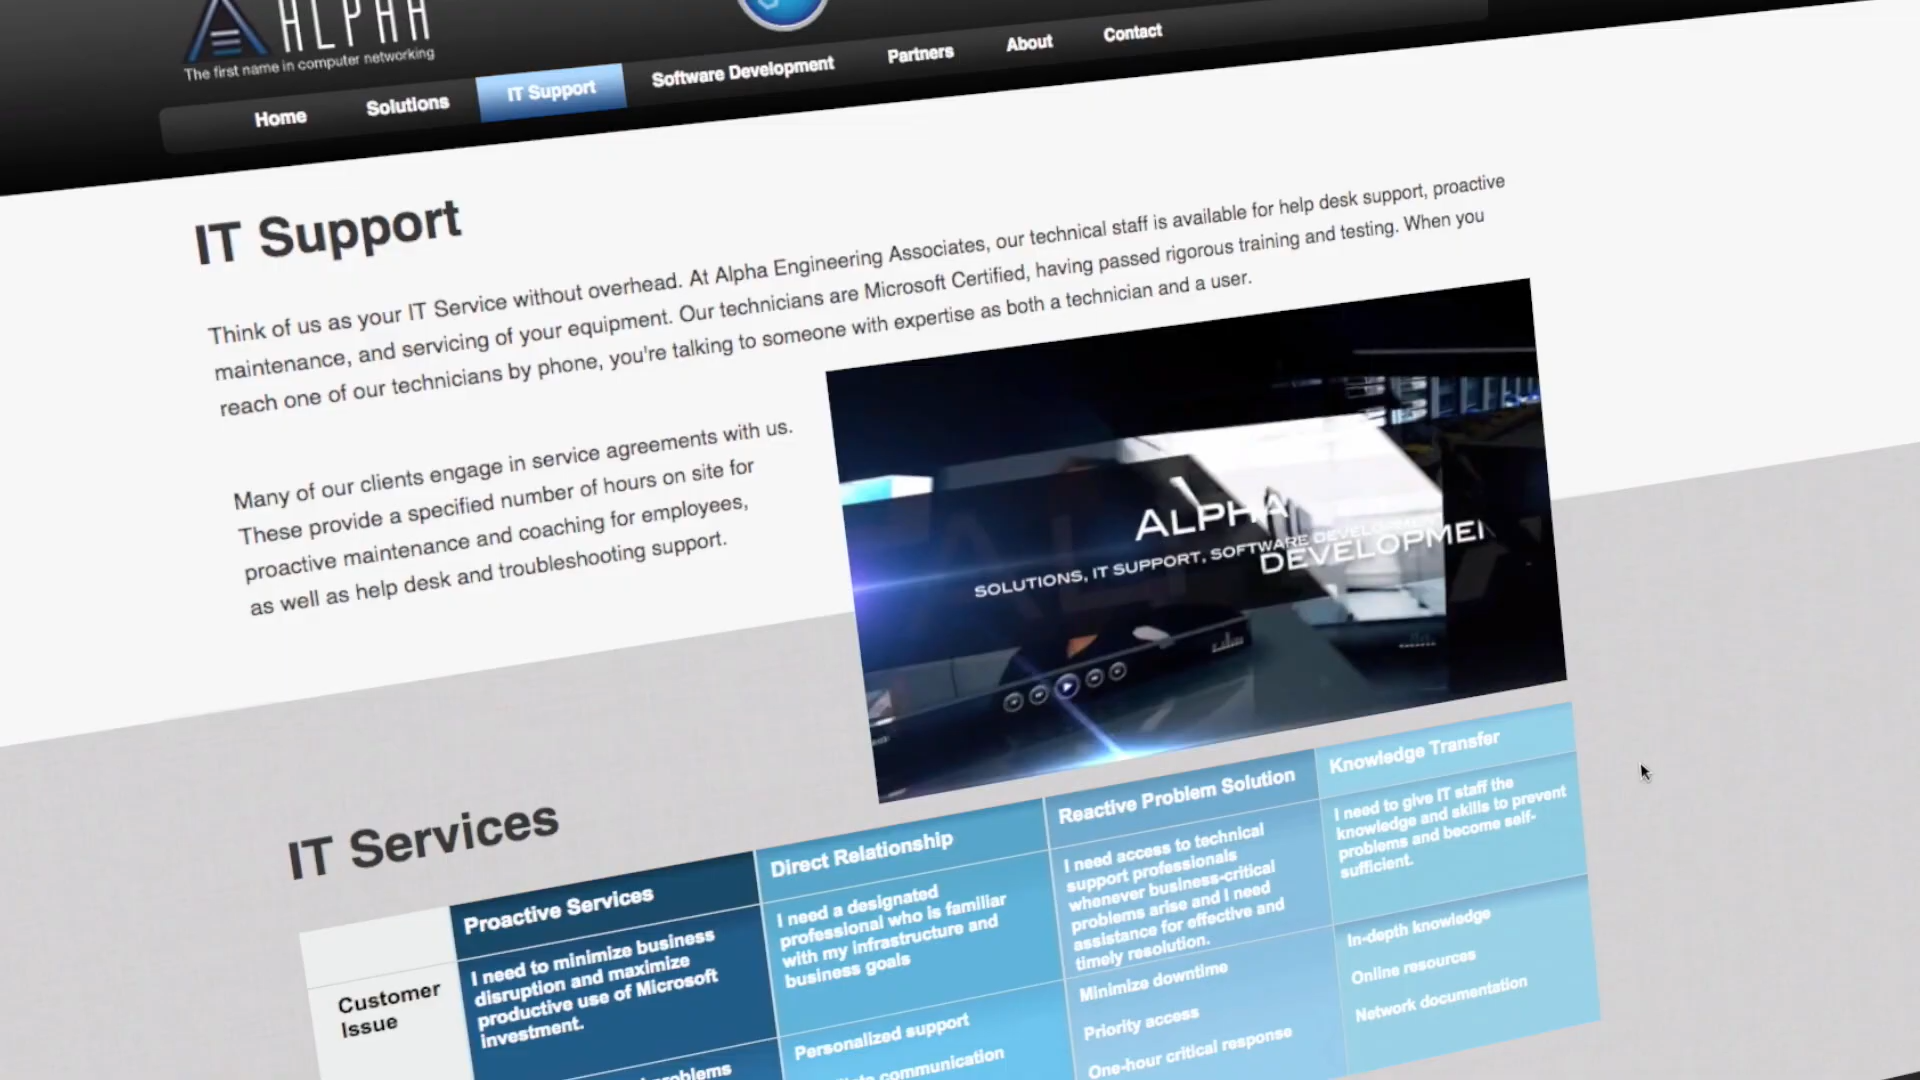 ALPHA
The first name in computer networking
Home
Solutions
IT Support
Software Development
Partners
About
Contact
IT Support
Think of us as your IT Service without overhead. At Alpha Engineering Associates, our technical staff is available for help desk support, proactive
maintenance, and servicing of your equipment. Our technicians are Microsoft Certified, having passed rigorous training and testing. When you
reach one of our technicians by phone, you're talking to someone with expertise as both a technician and a user.
Many of our clients engage in service agreements with us.
These provide a specified number of hours on site for
proactive maintenance and coaching for employees,
as well as help desk and troubleshooting support.
ALPHA
SOLUTIONS, IT SUPPORT, SOFTWARE DEVELOPMENT
DEVELOPMEN
IT Services
Proactive Services
Direct Relationship
Reactive Problem Solution
Knowledge Transfer
Customer
Issue
I need to minimize business
disruption and maximize
productive use of Microsoft
investment.
I need a designated
professional who is familiar
with my infrastructure and
business goals
I need access to technical
support professionals
whenever business-critical
problems arise and I need
assistance for effective and
timely resolution.
I need to give IT staff the
knowledge and skills to prevent
problems and become self-
sufficient.
problems
Personalized support
communication
Minimize downtime
Priority access
One-hour critical response
In-depth knowledge
Online resources
Network documentation